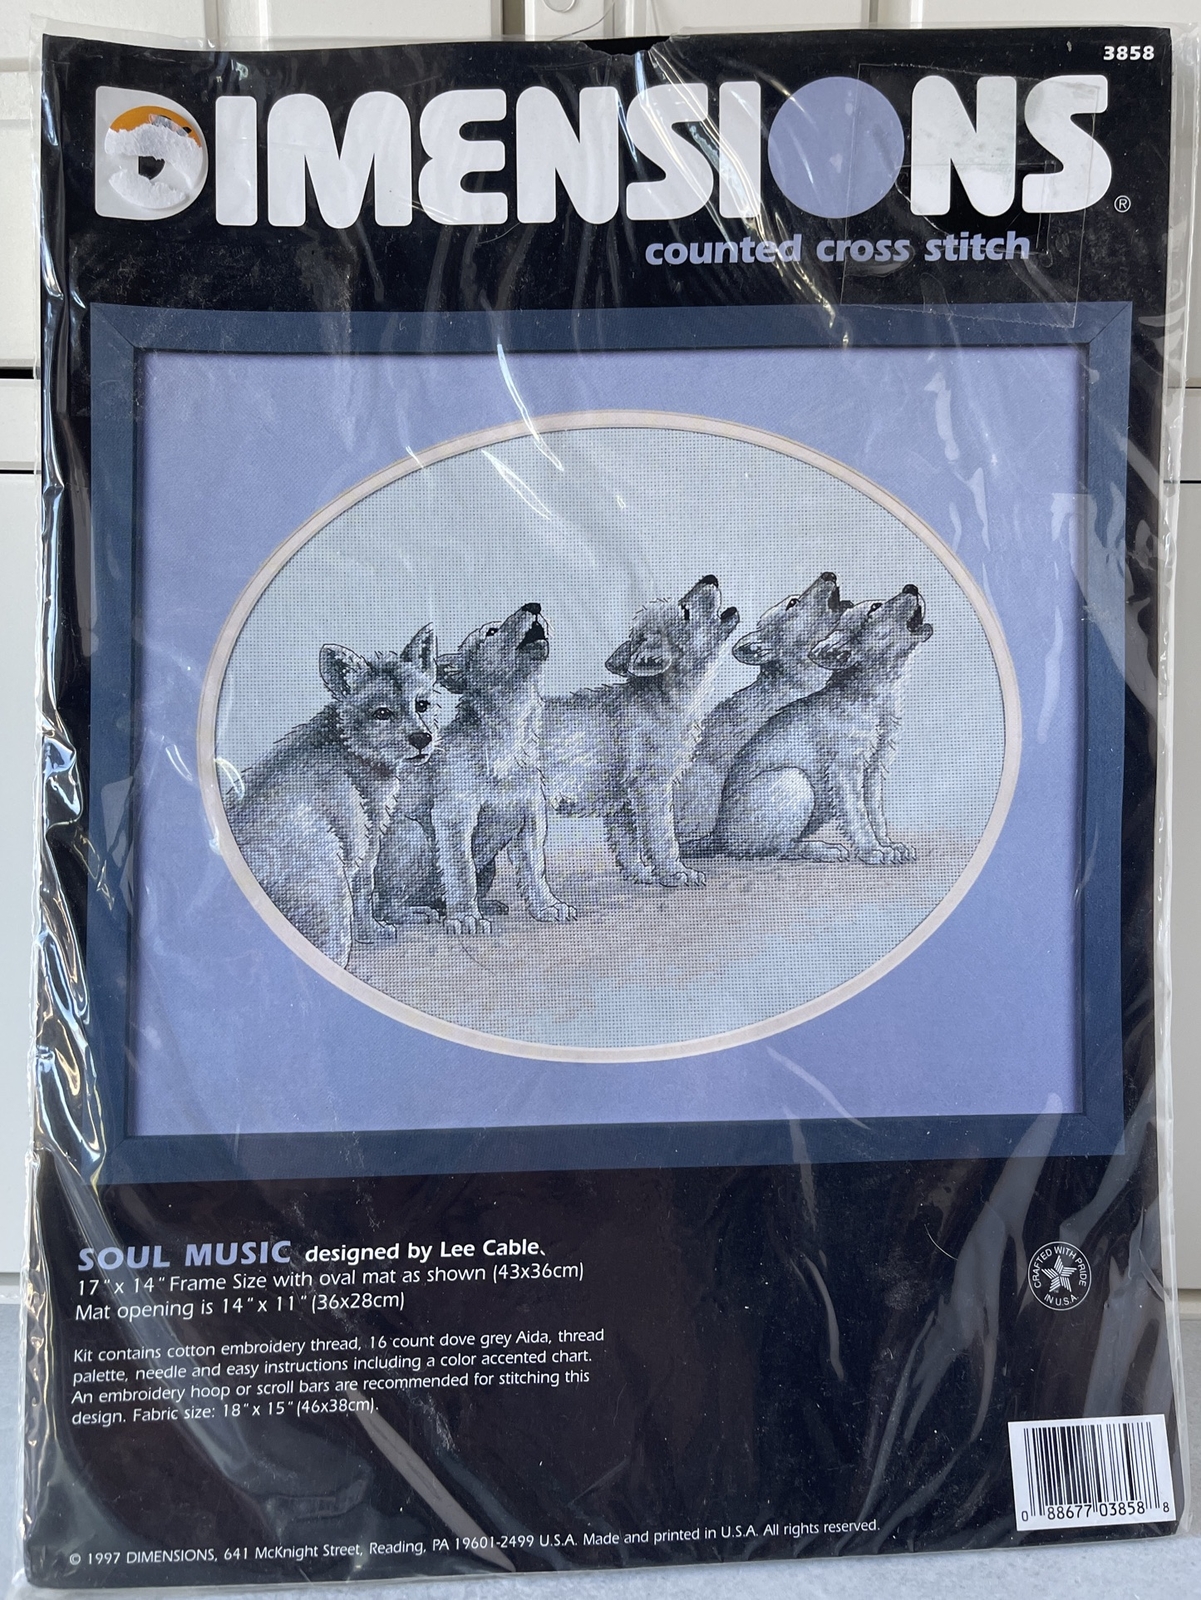 3858
DIMENSIONS®
counted cross stitch
SOUL MUSIC designed by Lee Cable.
17" x 14" Frame Size with oval mat as shown (43x36cm)
Mat opening is 14" x 11" (36x28cm)
CRAFTED WITH PRIDE
IN U.S.A.
Kit contains cotton embroidery thread, 16 count dove grey Aida, thread
palette, needle and easy instructions including a color accented chart.
An embroidery hoop or scroll bars are recommended for stitching this
design. Fabric size: 18" x 15" (46x38cm).
0 88677 03858 8
© 1997 DIMENSIONS, 641 McKnight Street, Reading, PA 19601-2499 U.S.A. Made and printed in U.S.A. All rights reserved.